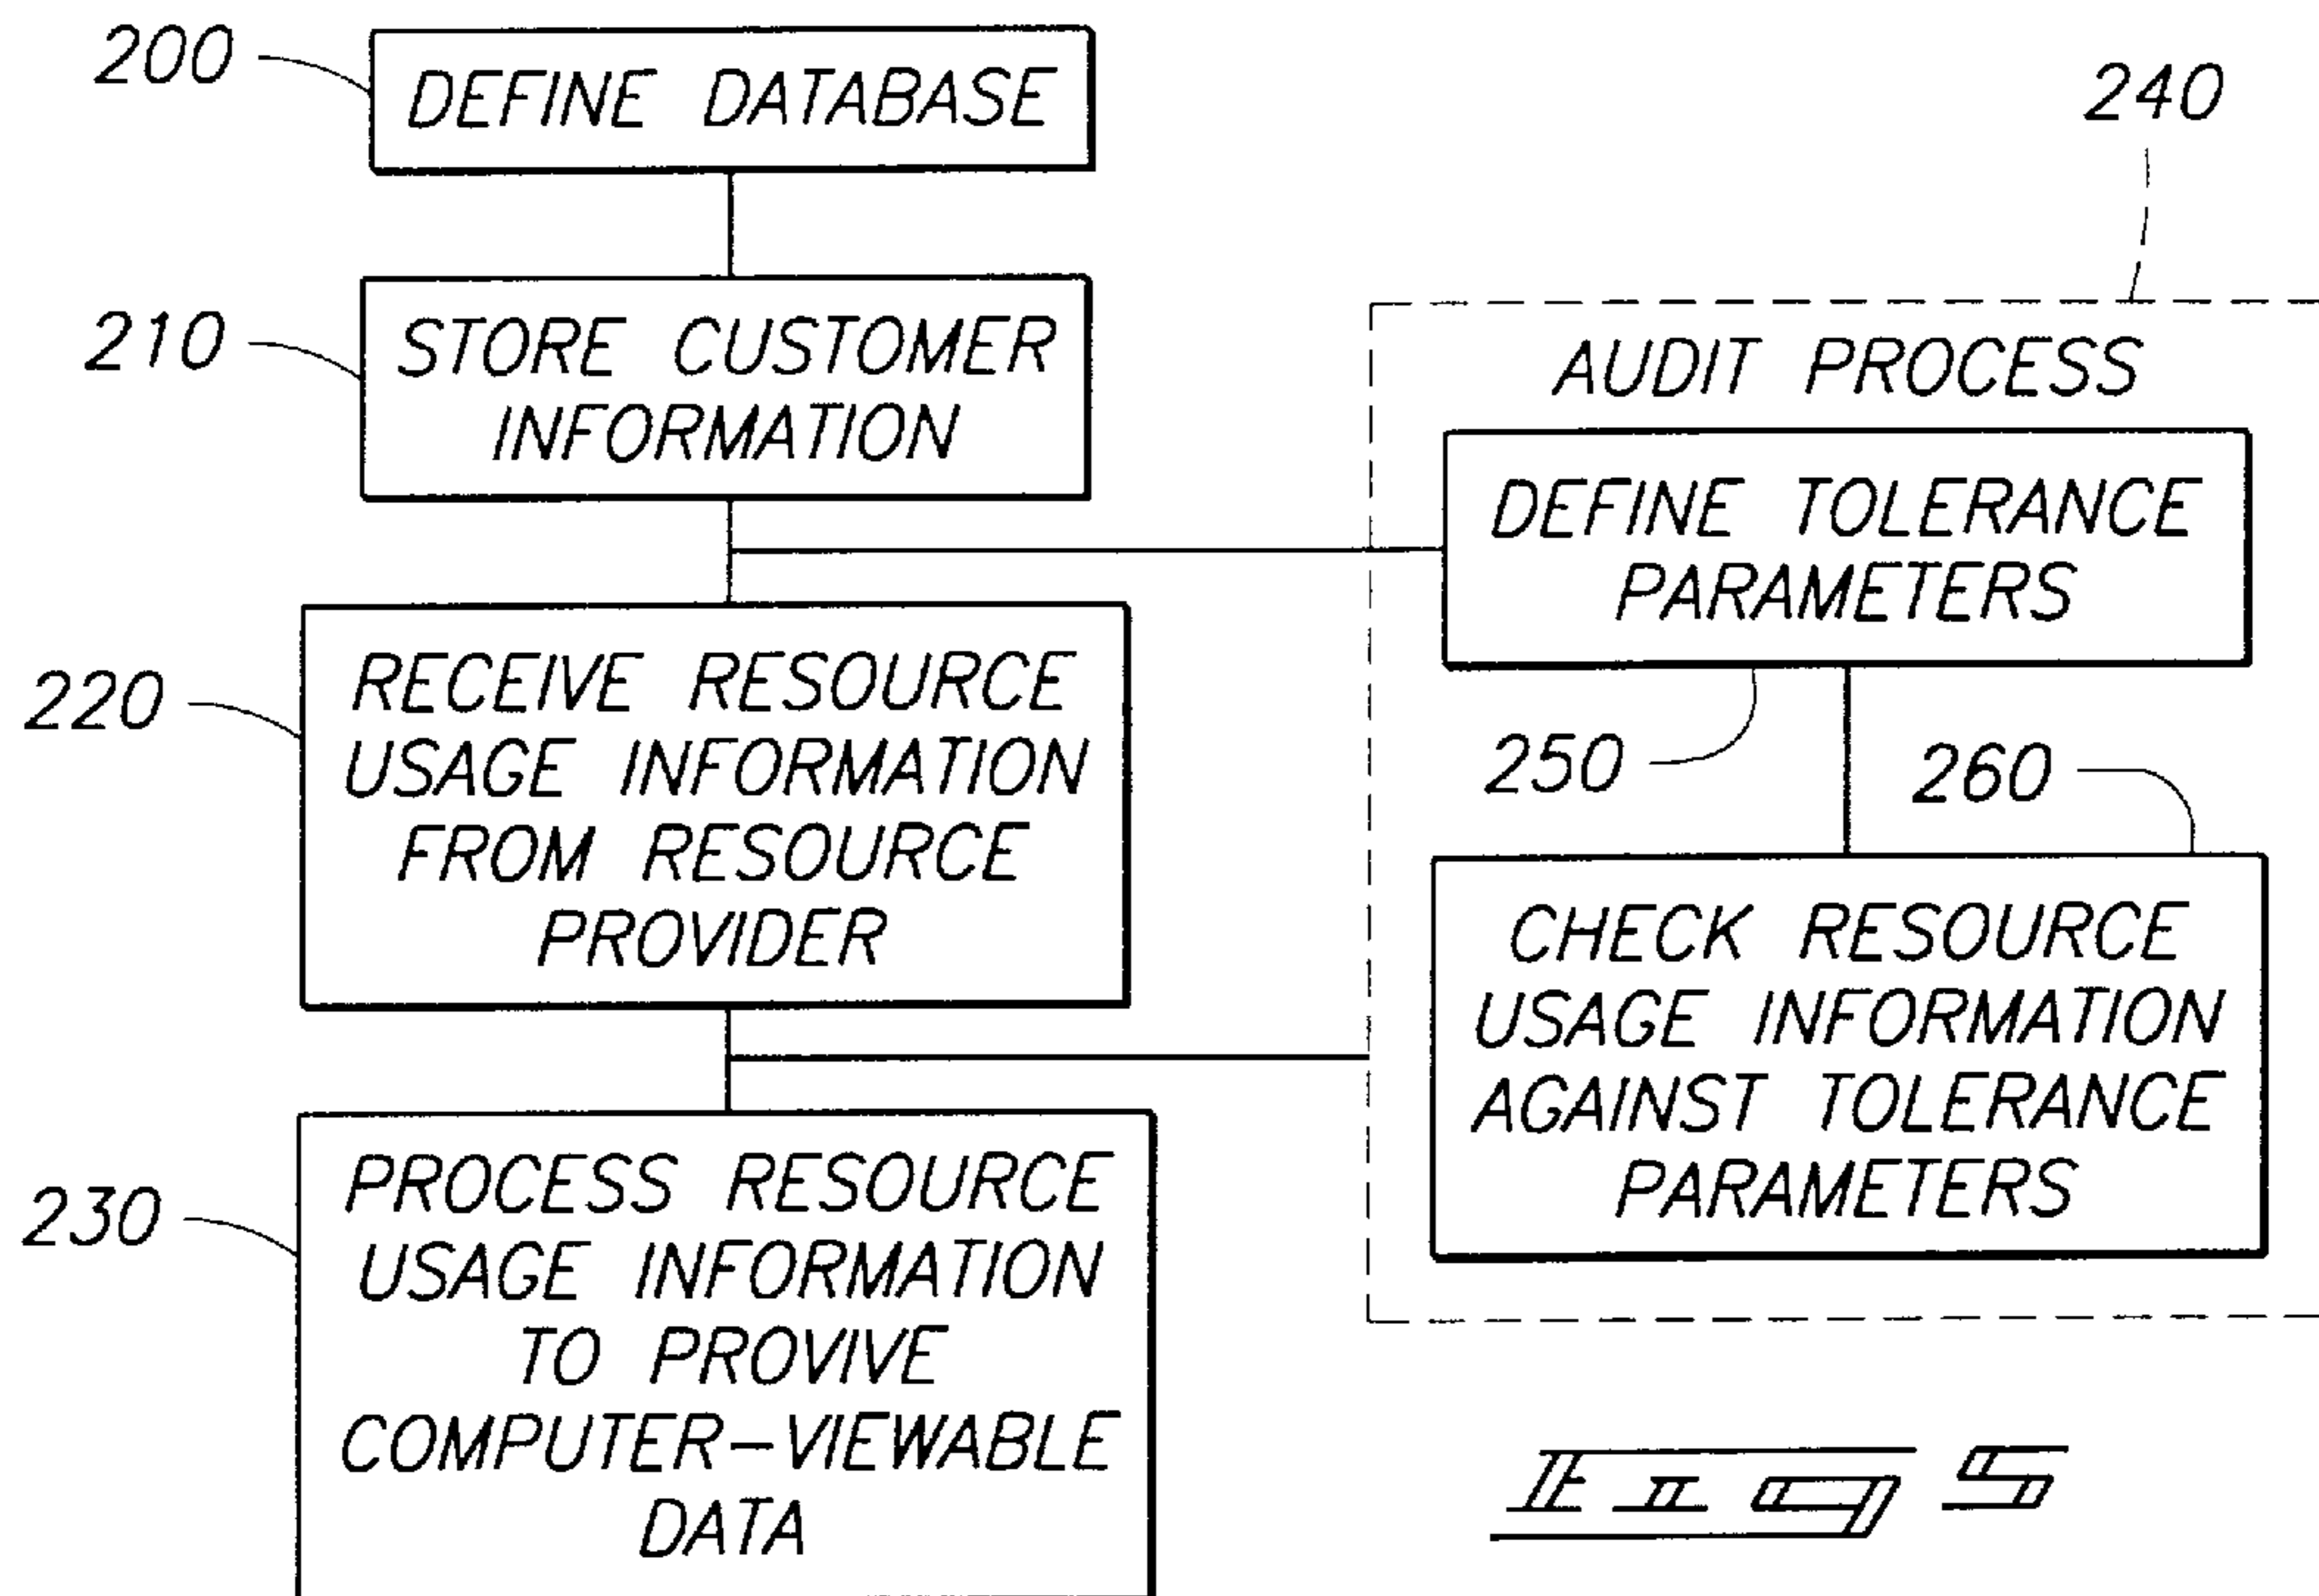 200
DEFINE DATABASE
210
STORE CUSTOMER
INFORMATION
220
RECEIVE RESOURCE
USAGE INFORMATION
FROM RESOURCE
PROVIDER
230
PROCESS RESOURCE
USAGE INFORMATION
TO PROVIVE
COMPUTER-VIEWABLE
DATA
240
AUDIT PROCESS
DEFINE TOLERANCE
PARAMETERS
250
260
CHECK RESOURCE
USAGE INFORMATION
AGAINST TOLERANCE
PARAMETERS
Fig 5